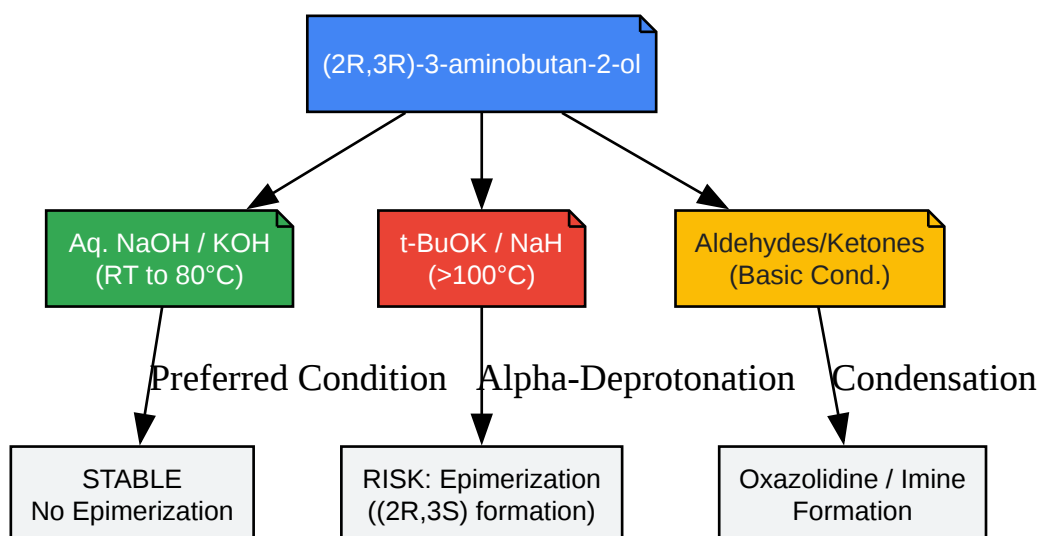 (2R,3R)-3-aminobutan-2-ol
Aq. NaOH / KOH
(RT to 80°C)
t-BuOK / NaH
(>100°C)
Aldehydes/Ketones
(Basic Cond.)
Preferred Condition
Alpha-Deprotonation
Condensation
STABLE
No Epimerization
RISK: Epimerization
((2R,3S) formation)
Oxazolidine / Imine
Formation